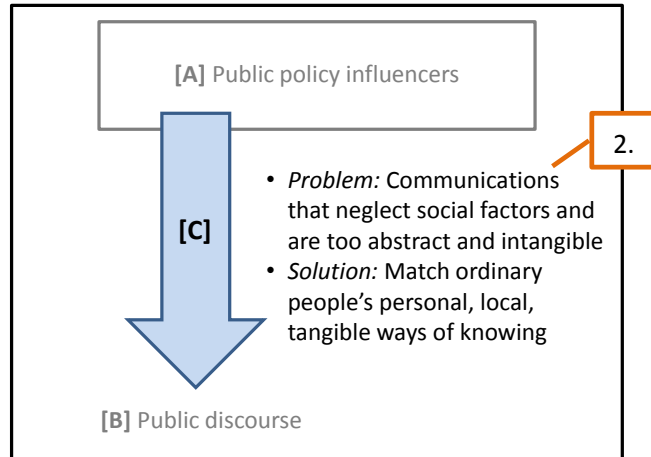 [A] Public policy influencers
2.
• Problem: Communications
that neglect social factors and
are too abstract and intangible
[C]
• Solution: Match ordinary
people's personal, local,
tangible ways of knowing
[B] Public discourse